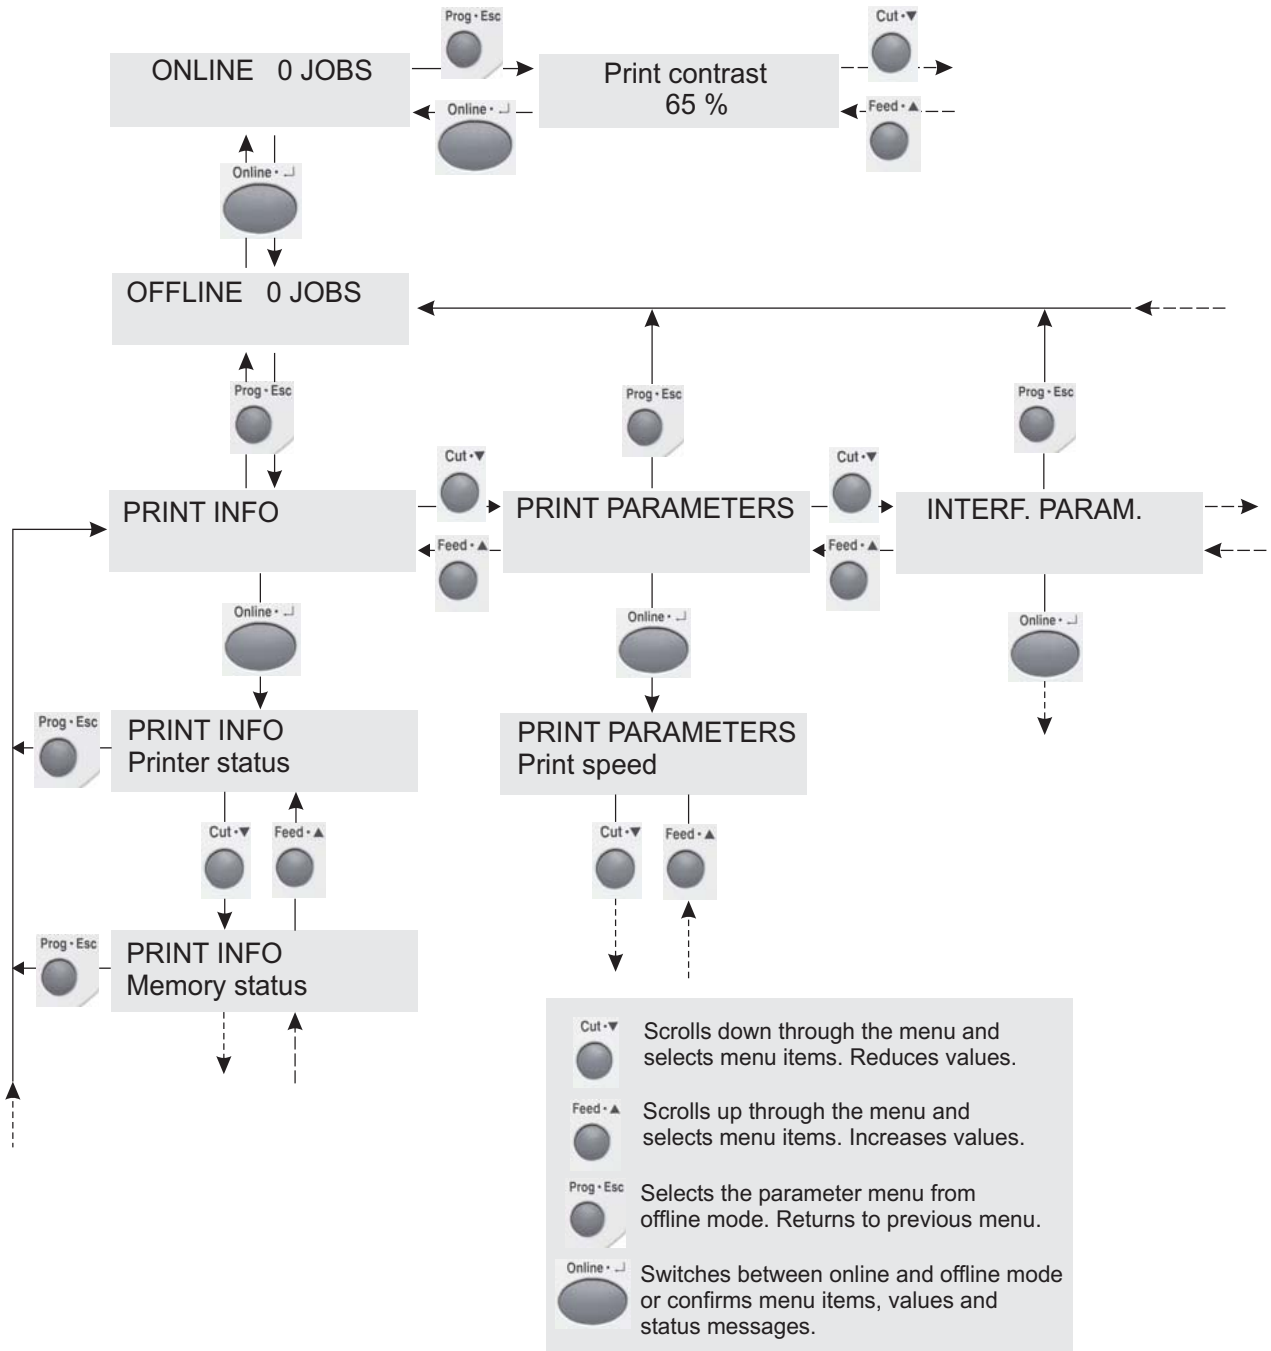 Prog · Esc
Cut · ▼
ONLINE 0 JOBS
Print contrast
65 %
Online · ↵
Feed · ▲
Online · ↵
OFFLINE 0 JOBS
Prog · Esc
Prog · Esc
Prog · Esc
Cut · ▼
Cut · ▼
PRINT INFO
PRINT PARAMETERS
INTERF. PARAM.
Feed · ▲
Feed · ▲
Online · ↵
Online · ↵
Online · ↵
Prog · Esc
PRINT INFO
Printer status
PRINT PARAMETERS
Print speed
Cut · ▼
Feed · ▲
Cut · ▼
Feed · ▲
Prog · Esc
PRINT INFO
Memory status
Cut · ▼
Scrolls down through the menu and
selects menu items. Reduces values.
Feed · ▲
Scrolls up through the menu and
selects menu items. Increases values.
Prog · Esc
Selects the parameter menu from
offline mode. Returns to previous menu.
Online · ↵
Switches between online and offline mode
or confirms menu items, values and
status messages.